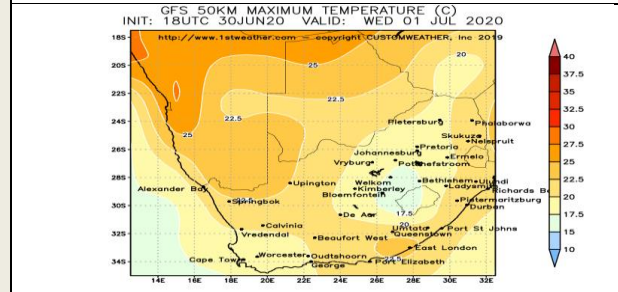 GFS 50KM MAXIMUM TEMPERATURE (C)
INIT: 18UTC 30JUN20 VALID: WED 01 JUL 2020
http://www.1stweather.com – copyright CUSTOMWEATHER, Inc 2019
18S
20S
22S
24S
26S
28S
30S
32S
34S
14E 16E 18E 20E 22E 24E 26E 28E 30E 32E
20
25
22.5
22.5
25
22.5
17.5
20
22.5
Pietersburg
Phalaborwa
Skukuza
Nelspruit
Pretoria
Johannesburg
Ermelo
Vryburg
Potchefstroom
Welkom
Bethlehem
Ulundi
Ladysmith
Alexander Bay
Upington
Kimberley
Richards B
Bloemfontein
Springbok
Pietermaritzburg
Durban
De Aar
Calvinia
Umtata
Port St Johns
Vredendal
Beaufort West
Queenstown
East London
Cape Town
Worcester
Oudtshoorn
George
Port Elizabeth
40
37.5
35
32.5
30
27.5
25
22.5
20
17.5
15
10